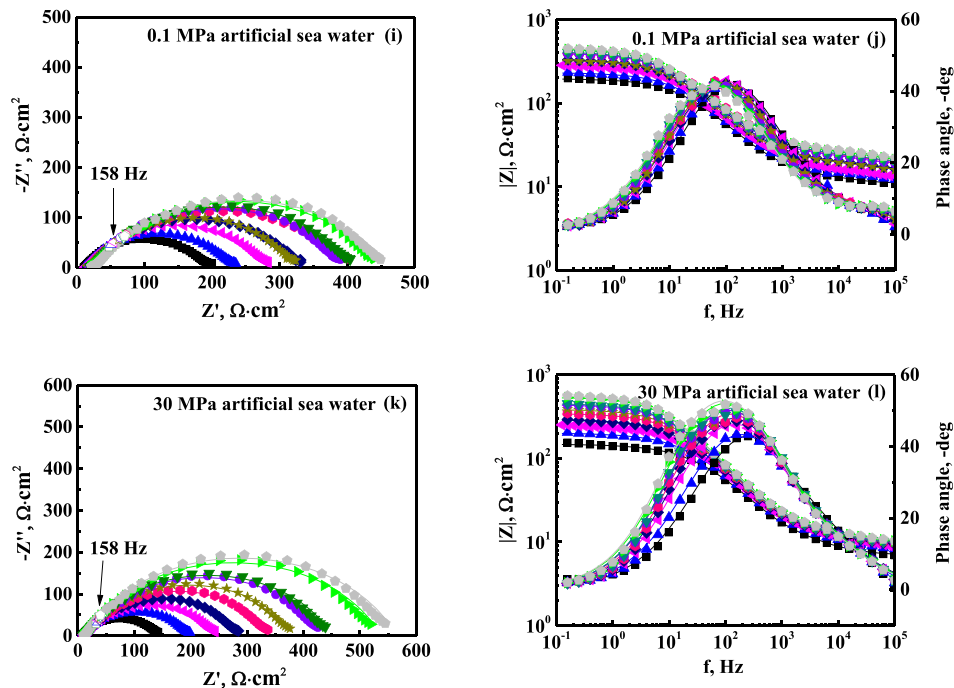 0.1 MPa artificial sea water (i)
-Z'', Ω·cm²
500
400
300
200
100
0
158 Hz
0 100 200 300 400 500
Z', Ω·cm²
0.1 MPa artificial sea water (j)
|Z|, Ω·cm²
10³
10²
10¹
10⁰
60
40
20
0
Phase angle, -deg
10⁻¹ 10⁰ 10¹ 10² 10³ 10⁴ 10⁵
f, Hz
30 MPa artificial sea water (k)
-Z'', Ω·cm²
600
500
400
300
200
100
0
158 Hz
0 100 200 300 400 500 600
Z', Ω·cm²
30 MPa artificial sea water (l)
|Z|, Ω·cm²
10³
10²
10¹
10⁰
60
40
20
0
Phase angle, -deg
10⁻¹ 10⁰ 10¹ 10² 10³ 10⁴ 10⁵
f, Hz